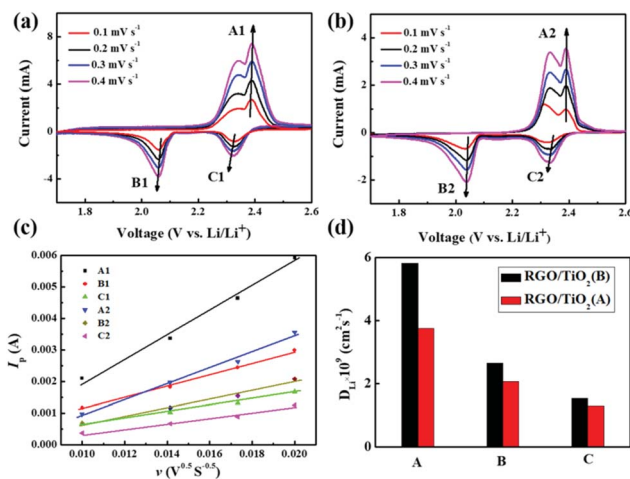 (a)
0.1 mV s⁻¹
0.2 mV s⁻¹
0.3 mV s⁻¹
0.4 mV s⁻¹
A1
B1
C1
8
4
0
-4
Current (mA)
1.8 2.0 2.2 2.4 2.6
Voltage (V vs. Li/Li⁺)
(b)
0.1 mV s⁻¹
0.2 mV s⁻¹
0.3 mV s⁻¹
0.4 mV s⁻¹
A2
B2
C2
4
2
0
-2
Current (mA)
1.8 2.0 2.2 2.4 2.6
Voltage (V vs. Li/Li⁺)
(c)
A1
B1
C1
A2
B2
C2
0.006
0.005
0.004
0.003
0.002
0.001
0.000
Iₚ (A)
0.010 0.012 0.014 0.016 0.018 0.020
v (V⁰·⁵ S⁻⁰·⁵)
(d)
RGO/TiO₂(B)
RGO/TiO₂(A)
6
4
2
0
D_Li×10⁹ (cm² s⁻¹)
A B C